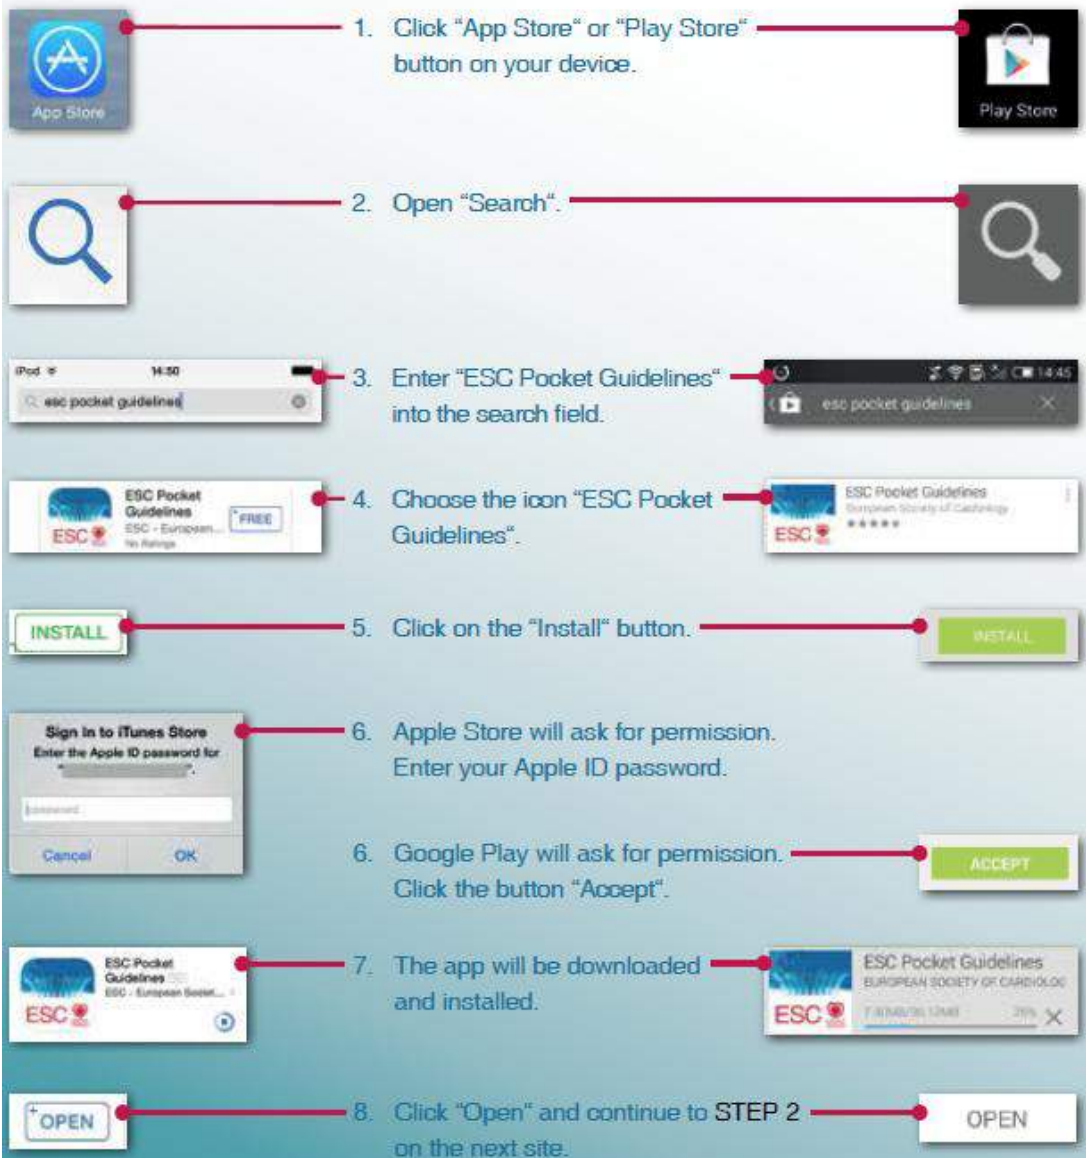 App Store
1. Click “App Store“ or “Play Store“
button on your device.
Play Store
2. Open “Search“.
iPod 14:50
esc pocket guidelines
3. Enter “ESC Pocket Guidelines“
into the search field.
14:45
esc pocket guidelines
ESC Pocket
Guidelines
ESC - European...
No Ratings
FREE
ESC
4. Choose the icon “ESC Pocket
Guidelines“.
ESC Pocket Guidelines
European Society of Cardiology
ESC
INSTALL
5. Click on the “Install“ button.
INSTALL
Sign In to iTunes Store
Enter the Apple ID password for
password
Cancel OK
6. Apple Store will ask for permission.
Enter your Apple ID password.
6. Google Play will ask for permission.
Click the button “Accept“.
ACCEPT
ESC Pocket
Guidelines
ESC - European Societ...
ESC
7. The app will be downloaded
and installed.
ESC Pocket Guidelines
EUROPEAN SOCIETY OF CARDIOLOG
ESC
+OPEN
8. Click “Open“ and continue to STEP 2
on the next site.
OPEN